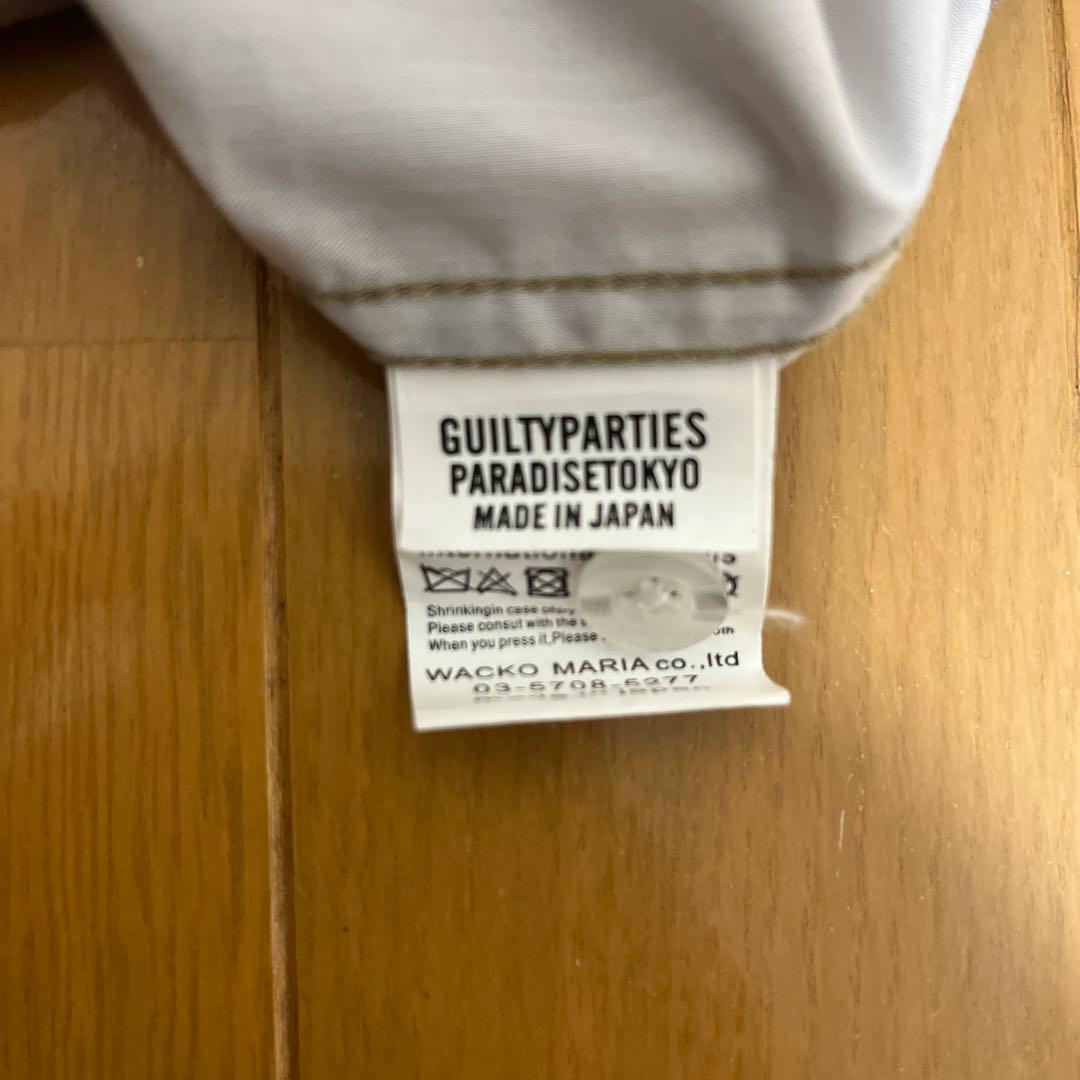 GUILTYPARTIES
PARADISETOKYO
MADE IN JAPAN
Shrinkingin case
Please consut with the
When you press it,Please
WACKO MARIA co.,ltd
03-5708-5277